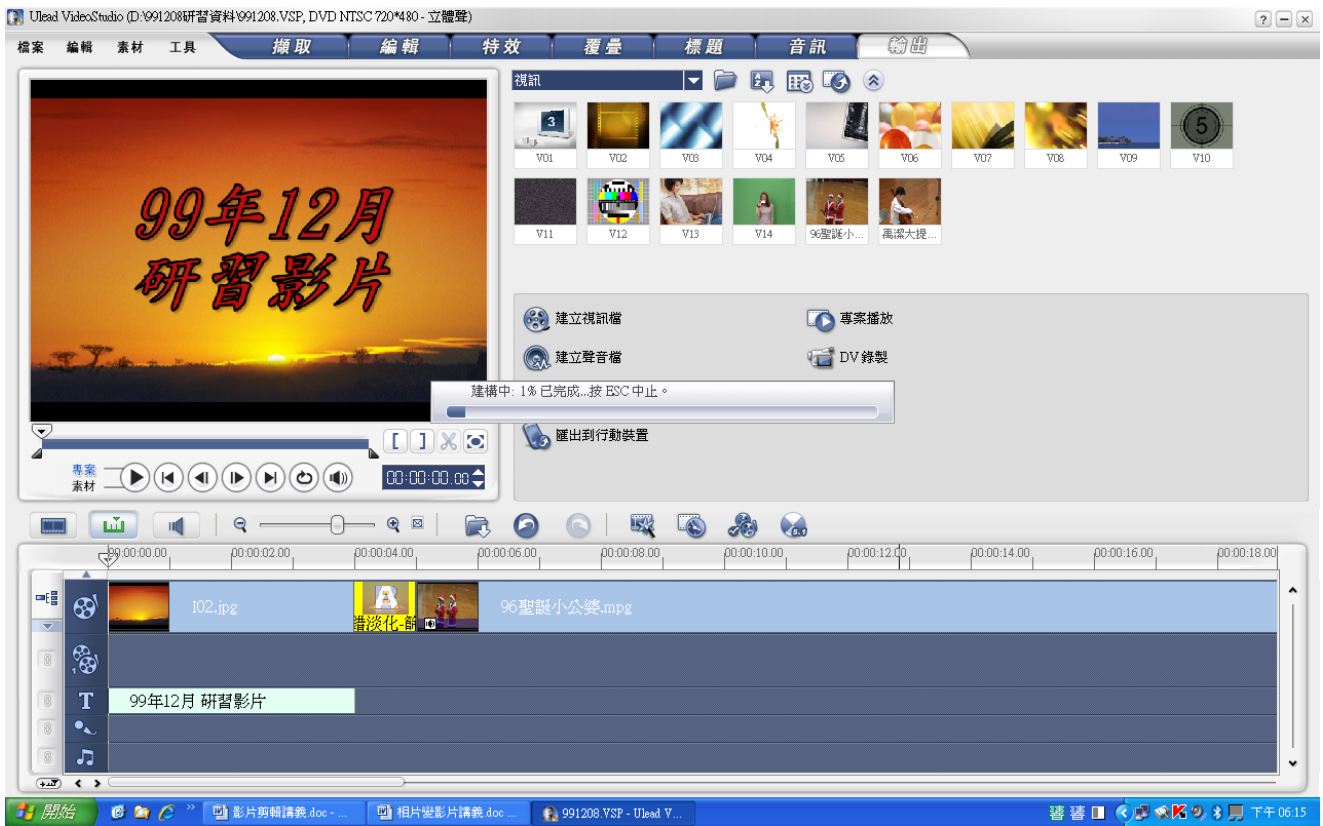 Ulead VideoStudio (D:\991208研習資料\991208.VSP, DVD NTSC 720*480 - 立體聲)
檔案 編輯 素材 工具 擷取 編輯 特效 覆疊 標題 音訊 輸出
視訊
99年12月
研習影片
3
5
V01 V02 V03 V04 V05 V06 V07 V08 V09 V10
V11 V12 V13 V14 96聖誕小... 禹潔大提...
建立視訊檔 專案播放
建立聲音檔 DV 錄製
建構中: 1% 已完成...按 ESC 中止。
匯出到行動裝置
專案
素材
00:00:00.00
00:00:00.00 00:00:02.00 00:00:04.00 00:00:06.00 00:00:08.00 00:00:10.00 00:00:12.00 00:00:14.00 00:00:16.00 00:00:18.00
I02.jpg 96聖誕小公婆.mpg
錯淡化-篩
99年12月 研習影片
開始 影片剪輯講義.doc - ... 相片變影片講義.doc ... 991208.VSP - Ulead V... 下午 06:15